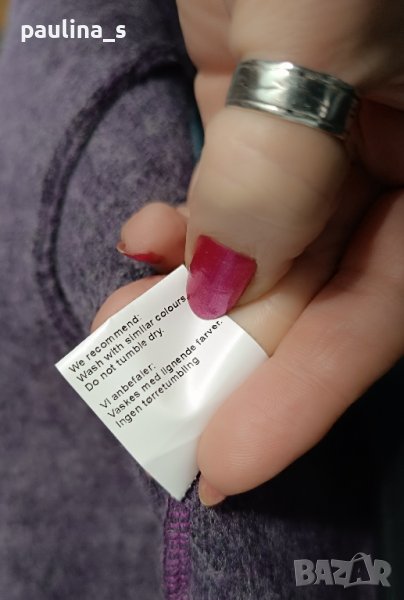 paulina_s
We recommend:
Wash with similar colours.
Do not tumble dry.
Vi anbefaler:
Vaskes med lignende farver.
Ingen tørretumbling
BAZAR